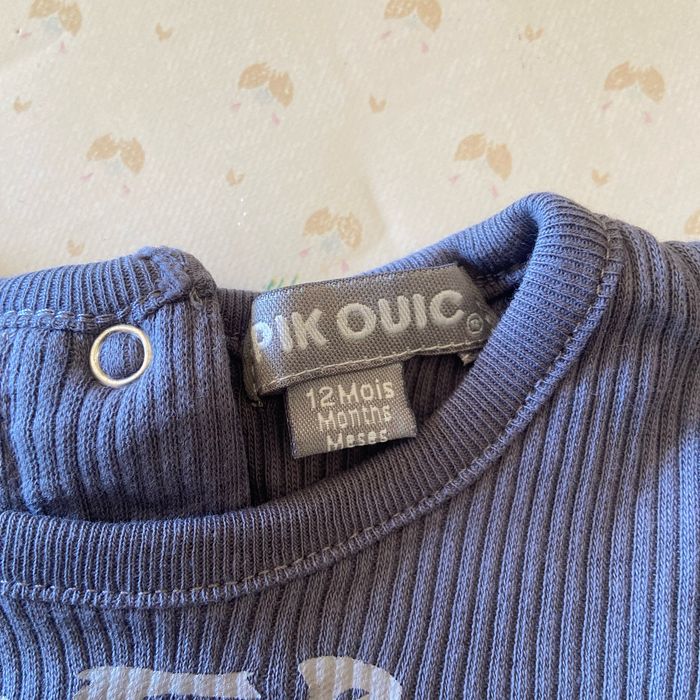 PIK OUIC®
12 Mois
Months
Meses